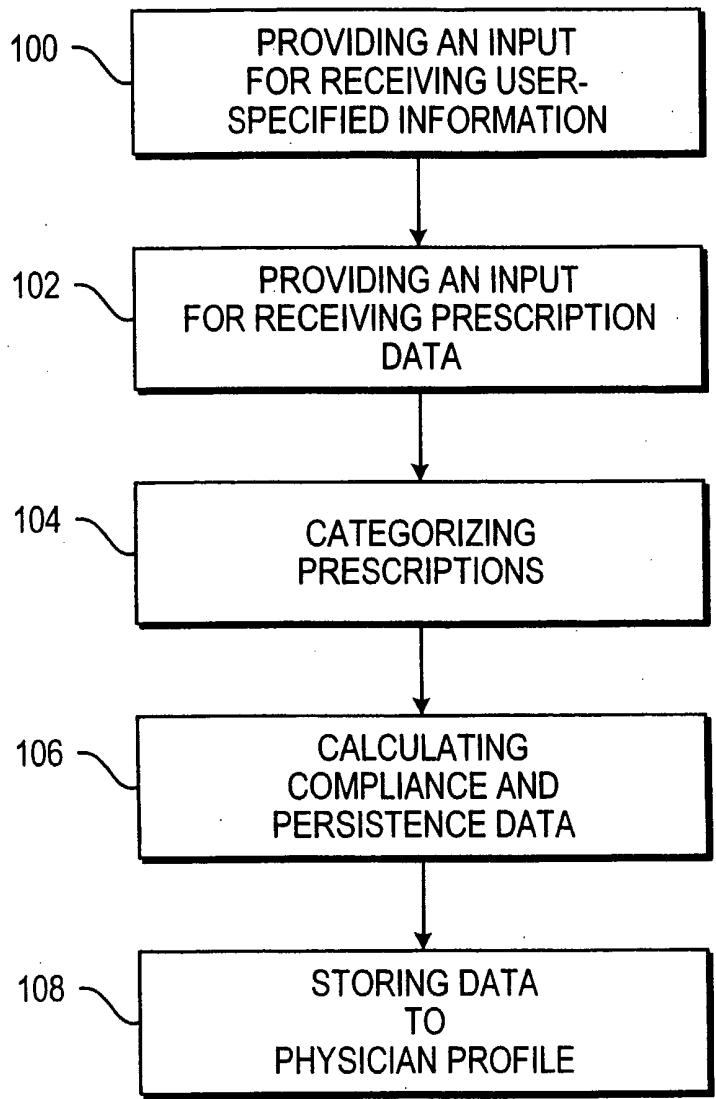 100
PROVIDING AN INPUT
FOR RECEIVING USER-
SPECIFIED INFORMATION
102
PROVIDING AN INPUT
FOR RECEIVING PRESCRIPTION
DATA
104
CATEGORIZING
PRESCRIPTIONS
106
CALCULATING
COMPLIANCE AND
PERSISTENCE DATA
108
STORING DATA
TO
PHYSICIAN PROFILE